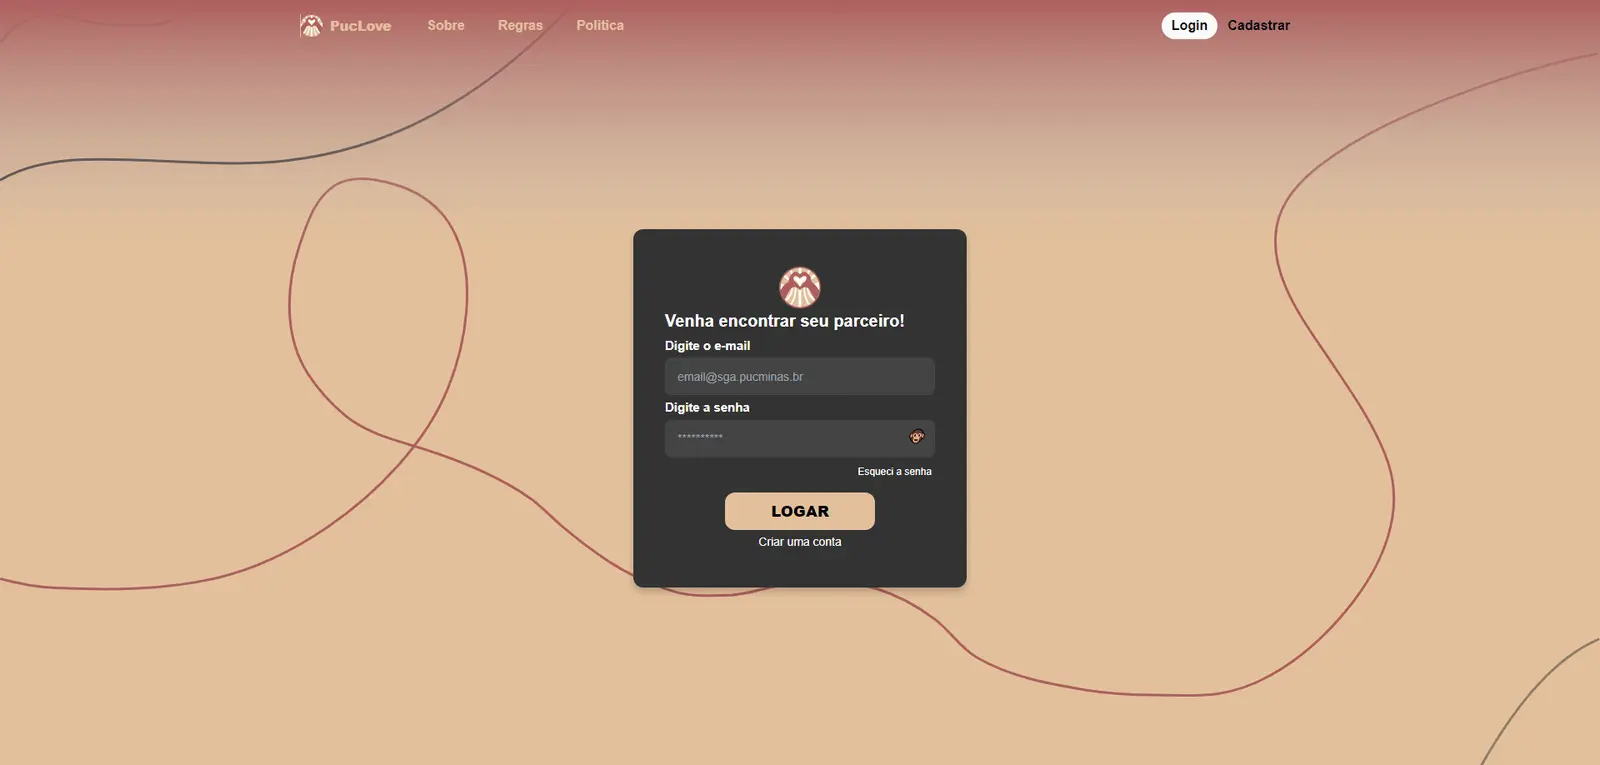 PucLove Sobre Regras Politica Login Cadastrar
Venha encontrar seu parceiro!
Digite o e-mail
email@sga.pucminas.br
Digite a senha
**********
Esqueci a senha
LOGAR
Criar uma conta